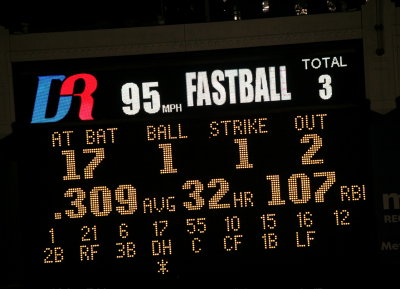 DR 95 MPH FASTBALL TOTAL 3
AT BAT BALL STRIKE OUT
17 1 1 2
.309 AVG 32 HR 107 RBI
1 21 6 17 55 10 15 16 12
2B RF 3B DH C CF 1B LF
*